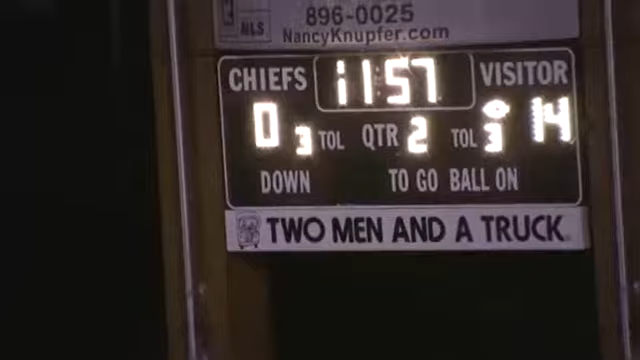 896-0025
MLS NancyKnupfer.com
CHIEFS 11:57 VISITOR
0 3 TOL QTR 2 TOL 3 14
DOWN TO GO BALL ON
TWO MEN AND A TRUCK